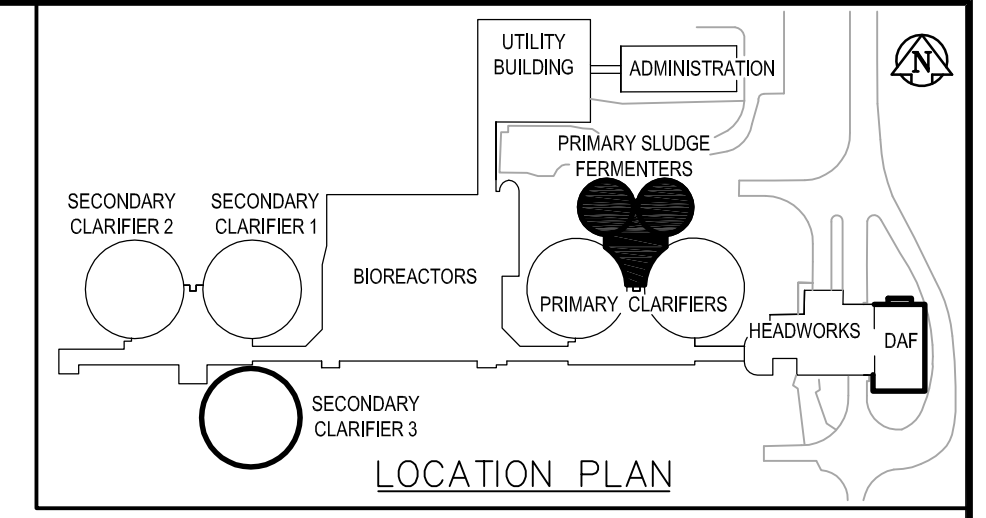 UTILITY
BUILDING
ADMINISTRATION
N
PRIMARY SLUDGE
FERMENTERS
SECONDARY
CLARIFIER 2
SECONDARY
CLARIFIER 1
BIOREACTORS
PRIMARY CLARIFIERS
HEADWORKS
DAF
SECONDARY
CLARIFIER 3
LOCATION PLAN